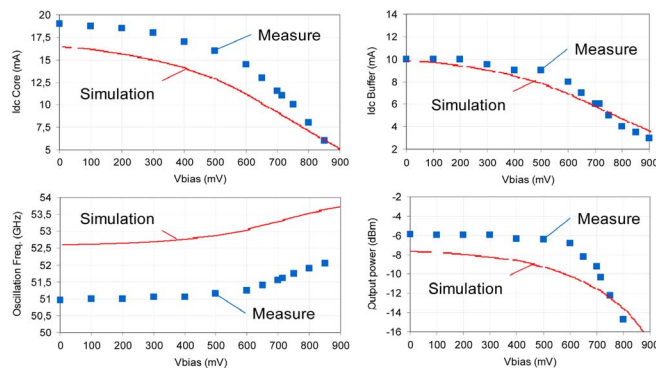 20
17,5
15
12,5
10
7,5
5
Idc Core (mA)
Measure
Simulation
0 100 200 300 400 500 600 700 800 900
Vbias (mV)
14
12
10
8
6
4
2
Idc Buffer (mA)
Measure
Simulation
0 100 200 300 400 500 600 700 800 900
Vbias (mV)
54
53,5
53
52,5
52
51,5
51
50,5
50
Oscillation Freq. (GHz)
Simulation
Measure
0 100 200 300 400 500 600 700 800 900
Vbias (mV)
-2
-4
-6
-8
-10
-12
-14
-16
Output power (dBm)
Measure
Simulation
0 100 200 300 400 500 600 700 800 900
Vbias (mV)